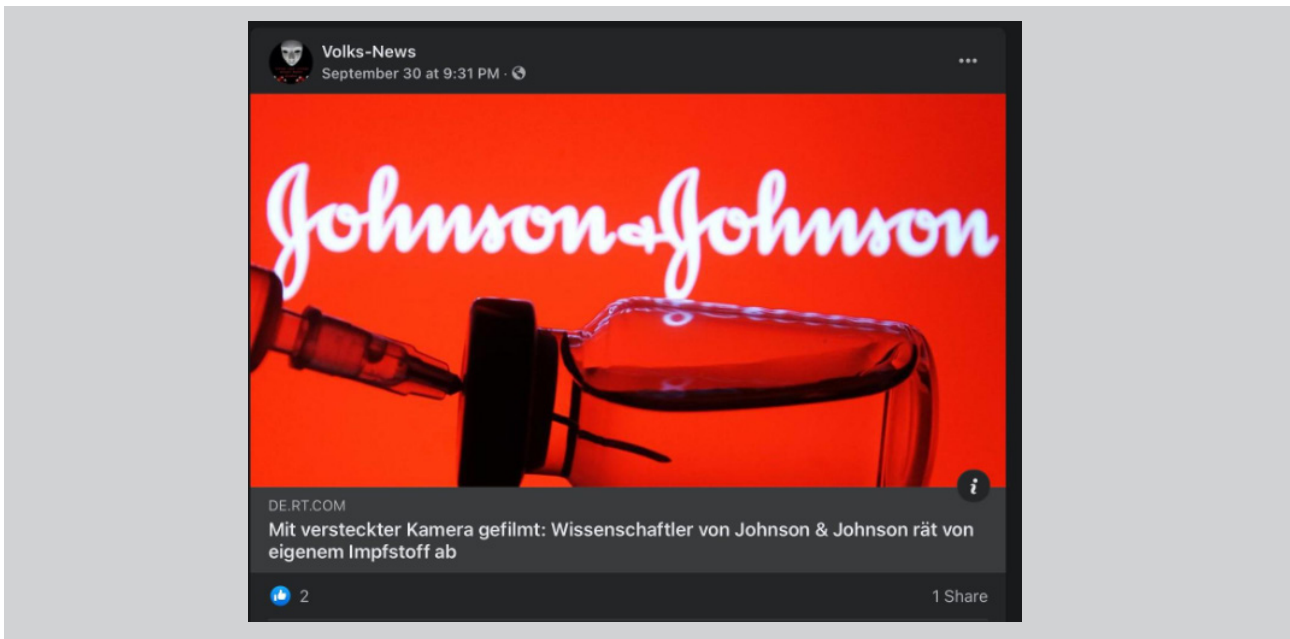 Volks-News
September 30 at 9:31 PM
Johnson&Johnson
DE.RT.COM
Mit versteckter Kamera gefilmt: Wissenschaftler von Johnson & Johnson rät von
eigenem Impfstoff ab
2
1 Share